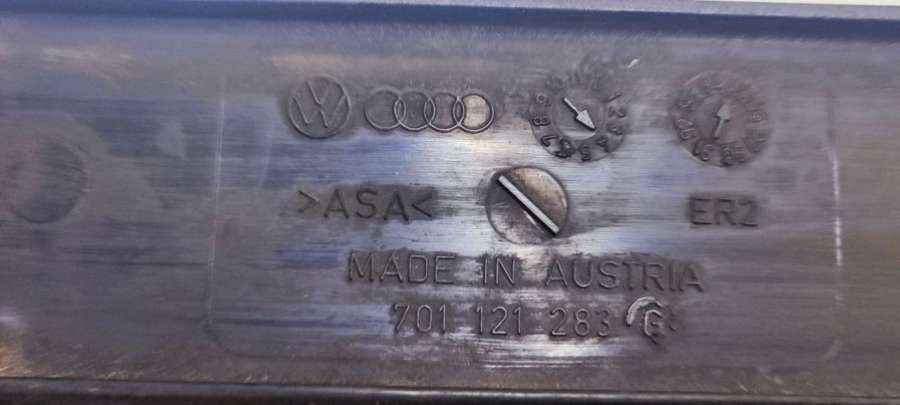 >ASA<
ER2
MADE IN AUSTRIA
701 121 283